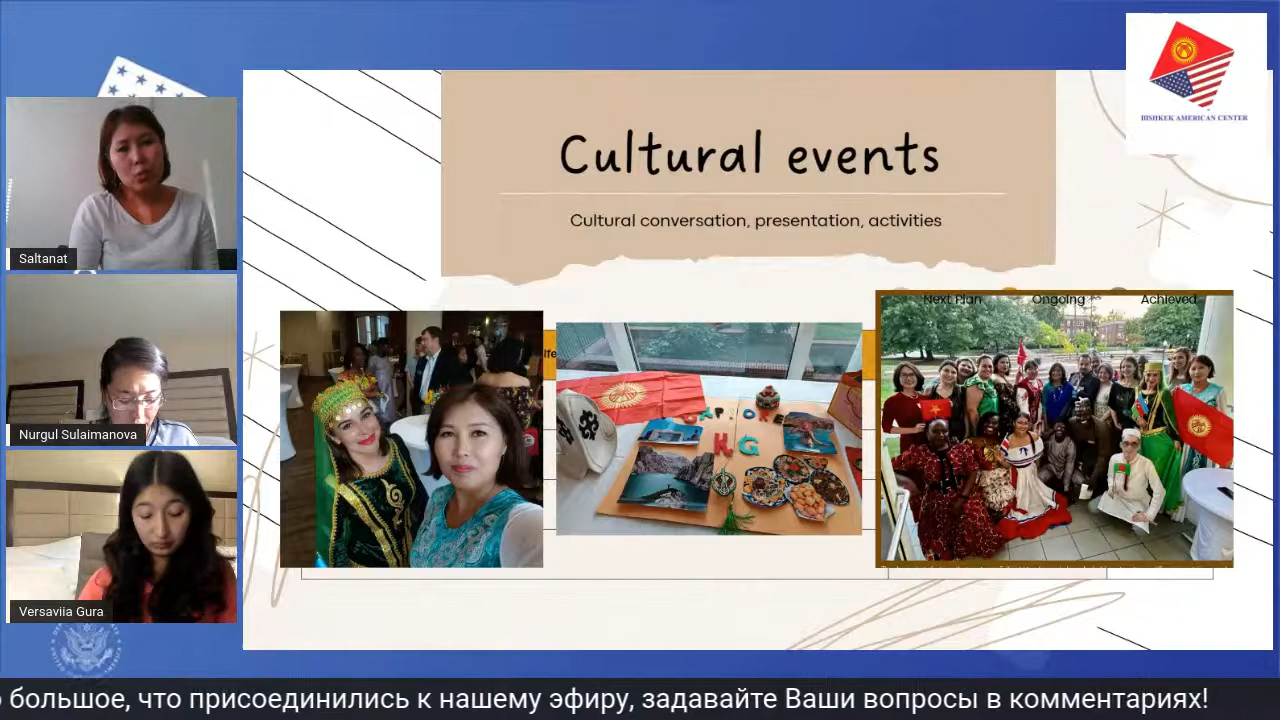 BISHKEK AMERICAN CENTER
Cultural events
Cultural conversation, presentation, activities
Next Plan
Ongoing
Achieved
Saltanat
Nurgul Sulaimanova
Versaviia Gura
KG
большое, что присоединились к нашему эфиру, задавайте Ваши вопросы в комментариях!